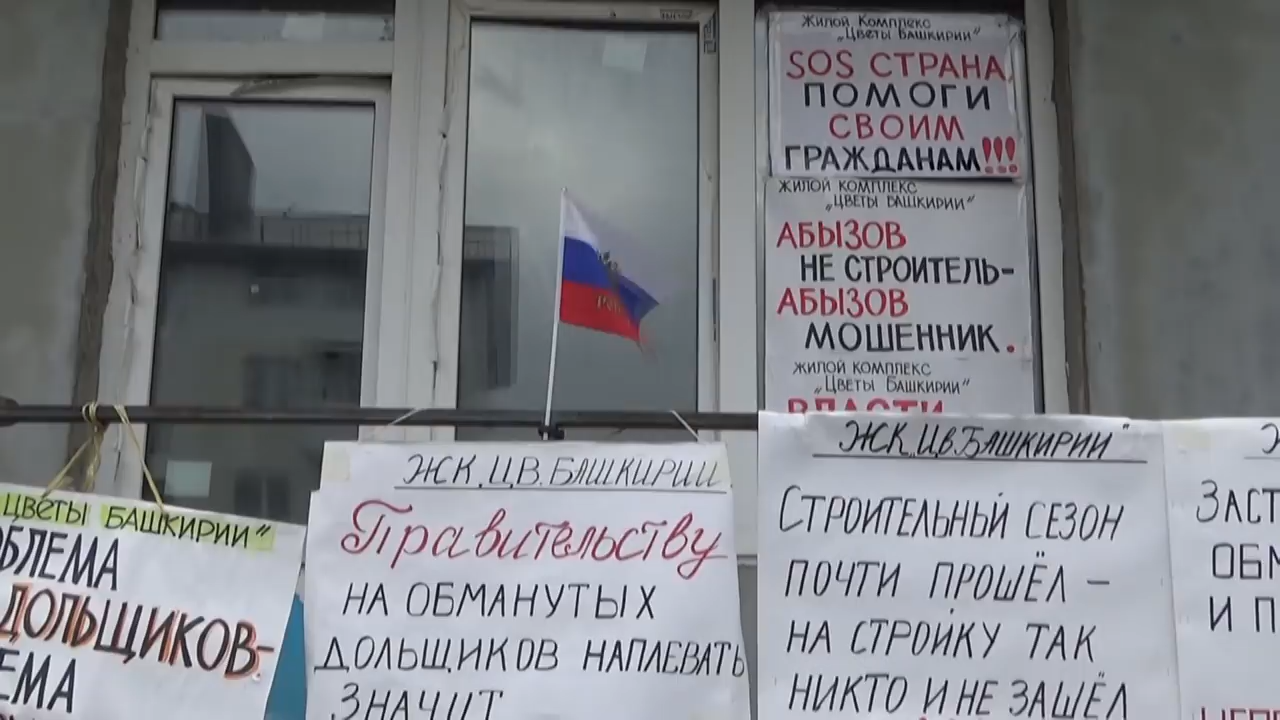 Жилой Комплекс
„Цветы Башкирии"
SOS СТРАНА,
ПОМОГИ
СВОИМ
ГРАЖДАНАМ!!!
ЖИЛОЙ КОМПЛЕКС
„ЦВЕТЫ БАШКИРИИ"
АБЫЗОВ
НЕ СТРОИТЕЛЬ-
АБЫЗОВ
МОШЕННИК.
ЖИЛОЙ КОМПЛЕКС
„Цветы Башкирии"
ВЛАСТИ
ЦВЕТЫ БАШКИРИИ"
ОБЛЕМА
ДОЛЬЩИКОВ-
ЕМА
ЖК„ЦВ.БАШКИРИИ
Правительству
НА ОБМАНУТЫХ
ДОЛЬЩИКОВ НАПЛЕВАТЬ
ЗНАЧИТ
ЖК„Цв.БАШКИРИИ"
СТРОИТЕЛЬНЫЙ СЕЗОН
ПОЧТИ ПРОШЁЛ –
НА СТРОЙКУ ТАК
НИКТО И НЕ ЗАШЁЛ
ЗАСТ
ОБМ
И П